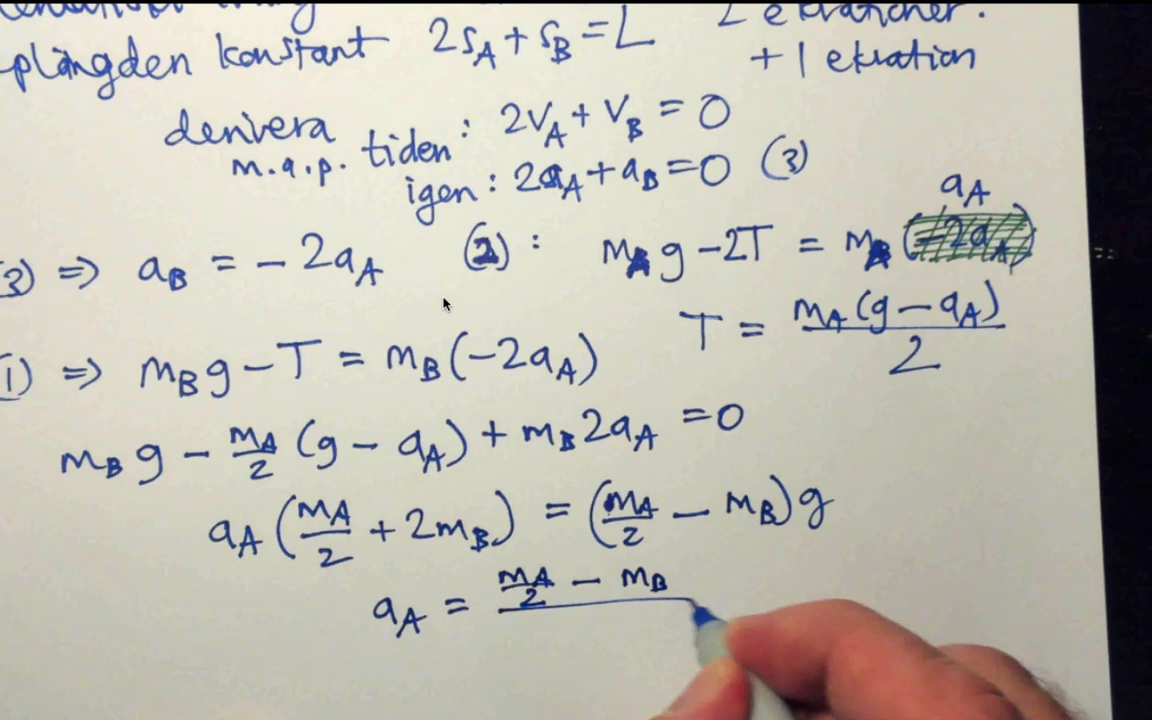 plängden konstant 2s_A + s_B = L 2 ekvationer.
+ 1 ekvation
derivera
m.a.p. tiden : 2v_A + v_B = 0
igen : 2a_A + a_B = 0 (3)
a_A
3) ⇒ a_B = - 2a_A (2) : m_A g - 2T = m_A
T = m_A (g - a_A) / 2
1) ⇒ m_B g - T = m_B (-2a_A)
m_B g - m_A/2 (g - a_A) + m_B 2a_A = 0
a_A (m_A/2 + 2m_B) = (m_A/2 - m_B) g
a_A = m_A/2 - m_B